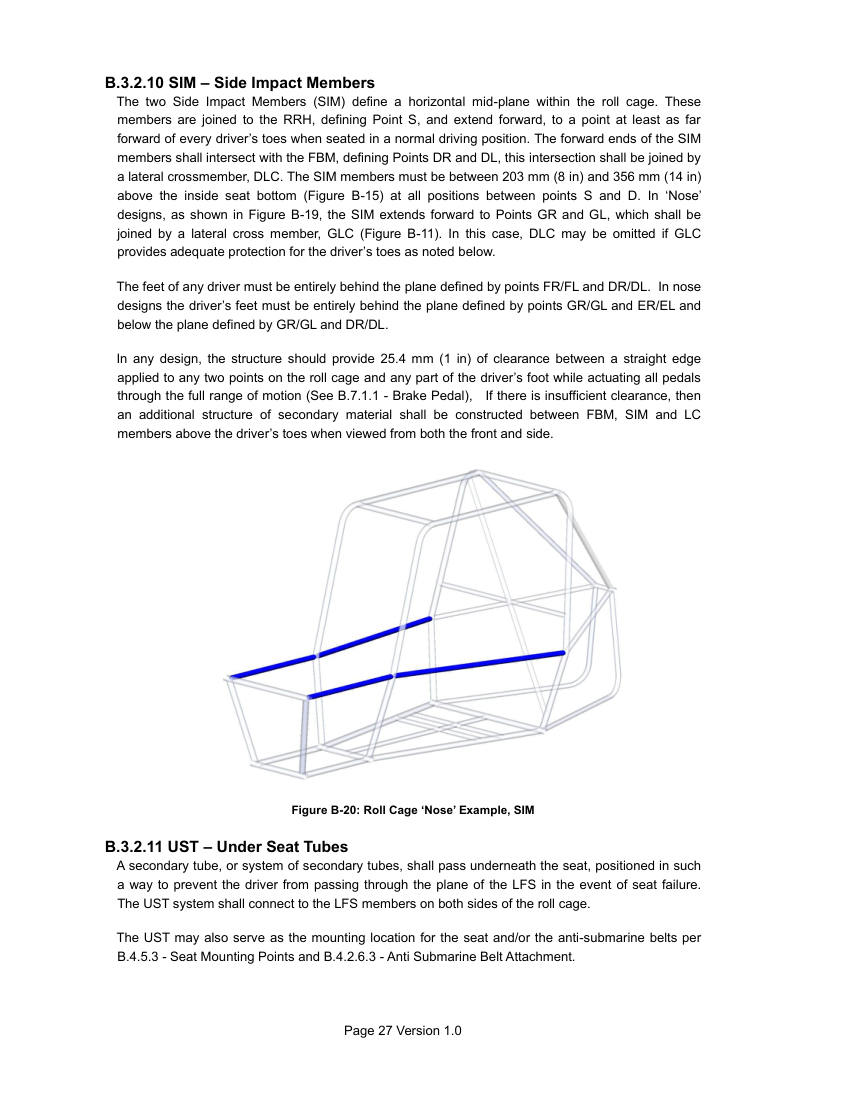 B.3.2.10 SIM – Side Impact Members
The two Side Impact Members (SIM) define a horizontal mid-plane within the roll cage. These
members are joined to the RRH, defining Point S, and extend forward, to a point at least as far
forward of every driver’s toes when seated in a normal driving position. The forward ends of the SIM
members shall intersect with the FBM, defining Points DR and DL, this intersection shall be joined by
a lateral crossmember, DLC. The SIM members must be between 203 mm (8 in) and 356 mm (14 in)
above the inside seat bottom (Figure B-15) at all positions between points S and D. In ‘Nose’
designs, as shown in Figure B-19, the SIM extends forward to Points GR and GL, which shall be
joined by a lateral cross member, GLC (Figure B-11). In this case, DLC may be omitted if GLC
provides adequate protection for the driver’s toes as noted below.
The feet of any driver must be entirely behind the plane defined by points FR/FL and DR/DL. In nose
designs the driver’s feet must be entirely behind the plane defined by points GR/GL and ER/EL and
below the plane defined by GR/GL and DR/DL.
In any design, the structure should provide 25.4 mm (1 in) of clearance between a straight edge
applied to any two points on the roll cage and any part of the driver’s foot while actuating all pedals
through the full range of motion (See B.7.1.1 - Brake Pedal), If there is insufficient clearance, then
an additional structure of secondary material shall be constructed between FBM, SIM and LC
members above the driver’s toes when viewed from both the front and side.
Figure B-20: Roll Cage ‘Nose’ Example, SIM
B.3.2.11 UST – Under Seat Tubes
A secondary tube, or system of secondary tubes, shall pass underneath the seat, positioned in such
a way to prevent the driver from passing through the plane of the LFS in the event of seat failure.
The UST system shall connect to the LFS members on both sides of the roll cage.
The UST may also serve as the mounting location for the seat and/or the anti-submarine belts per
B.4.5.3 - Seat Mounting Points and B.4.2.6.3 - Anti Submarine Belt Attachment.
Page 27 Version 1.0